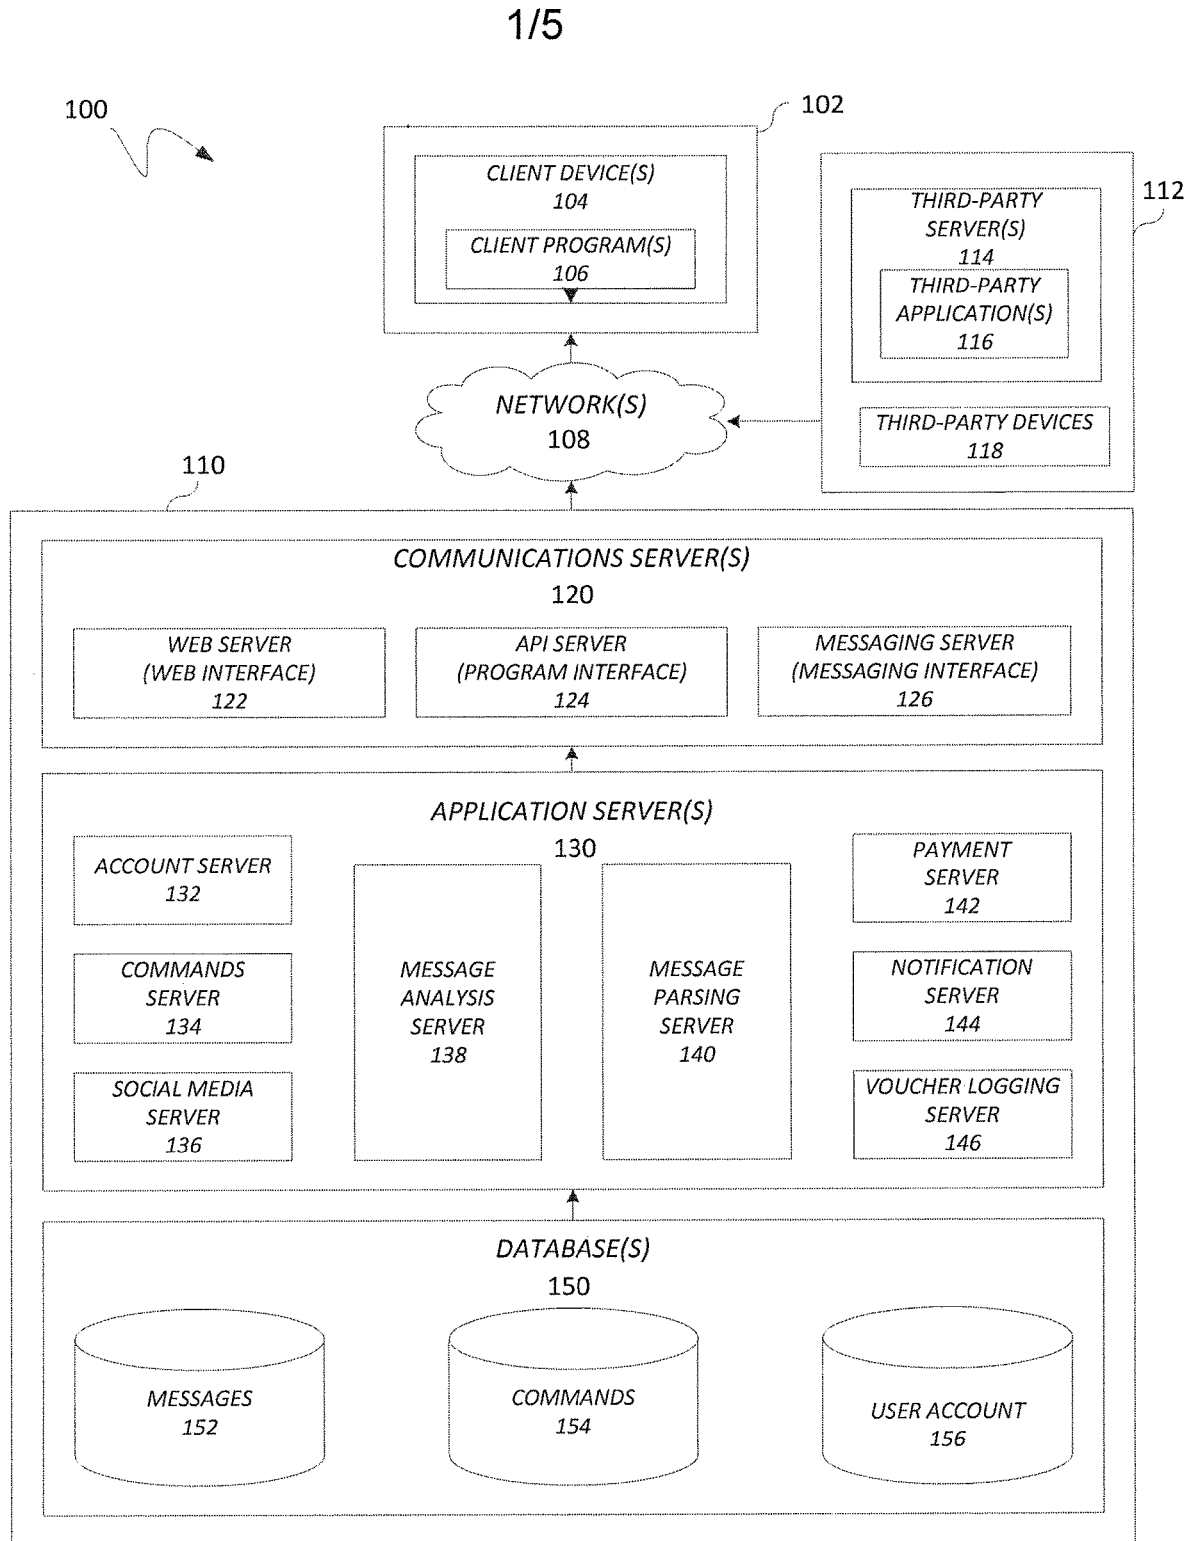 1/5
100
102
CLIENT DEVICE(S)
104
CLIENT PROGRAM(S)
106
112
THIRD-PARTY
SERVER(S)
114
THIRD-PARTY
APPLICATION(S)
116
THIRD-PARTY DEVICES
118
NETWORK(S)
108
110
COMMUNICATIONS SERVER(S)
120
WEB SERVER
(WEB INTERFACE)
122
API SERVER
(PROGRAM INTERFACE)
124
MESSAGING SERVER
(MESSAGING INTERFACE)
126
APPLICATION SERVER(S)
130
ACCOUNT SERVER
132
COMMANDS
SERVER
134
SOCIAL MEDIA
SERVER
136
MESSAGE
ANALYSIS
SERVER
138
MESSAGE
PARSING
SERVER
140
PAYMENT
SERVER
142
NOTIFICATION
SERVER
144
VOUCHER LOGGING
SERVER
146
DATABASE(S)
150
MESSAGES
152
COMMANDS
154
USER ACCOUNT
156